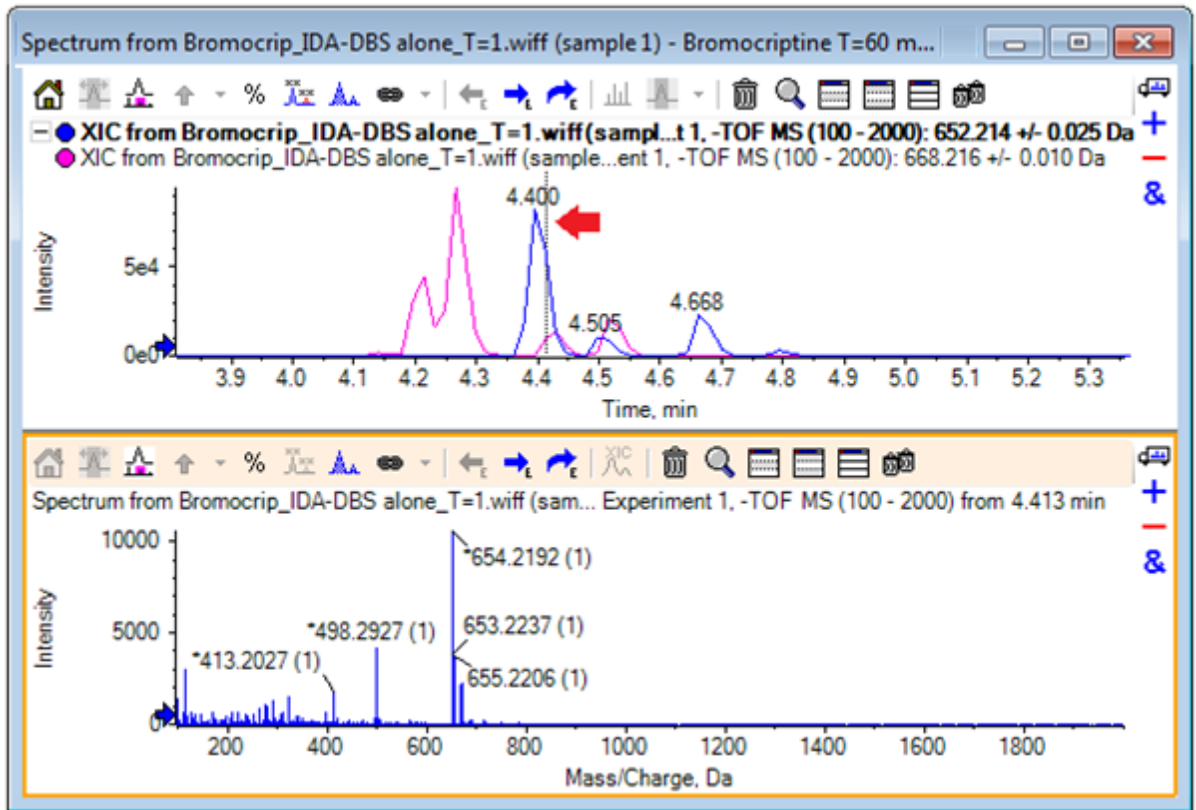 Spectrum from Bromocrip_IDA-DBS alone_T=1.wiff (sample 1) - Bromocriptine T=60 m...
%
XIC from Bromocrip_IDA-DBS alone_T=1.wiff (sampl...t 1, -TOF MS (100 - 2000): 652.214 +/- 0.025 Da
XIC from Bromocrip_IDA-DBS alone_T=1.wiff (sample...ent 1, -TOF MS (100 - 2000): 668.216 +/- 0.010 Da
&
Intensity
5e4
0e0
4.400
4.505
4.668
3.9 4.0 4.1 4.2 4.3 4.4 4.5 4.6 4.7 4.8 4.9 5.0 5.1 5.2 5.3
Time, min
% XIC
Spectrum from Bromocrip_IDA-DBS alone_T=1.wiff (sam... Experiment 1, -TOF MS (100 - 2000) from 4.413 min
&
Intensity
10000
5000
0
*654.2192 (1)
*498.2927 (1)
653.2237 (1)
*413.2027 (1)
655.2206 (1)
200 400 600 800 1000 1200 1400 1600 1800
Mass/Charge, Da